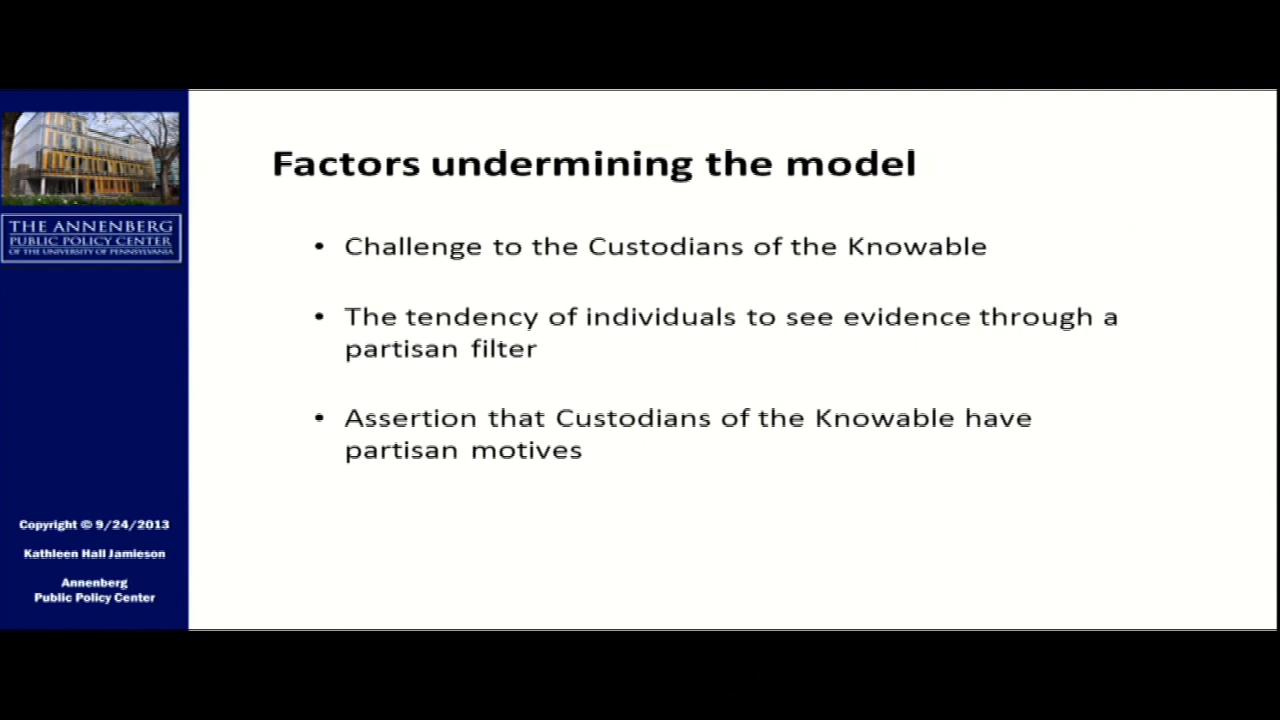 Factors undermining the model
• Challenge to the Custodians of the Knowable
• The tendency of individuals to see evidence through a
partisan filter
• Assertion that Custodians of the Knowable have
partisan motives
THE ANNENBERG
PUBLIC POLICY CENTER
OF THE UNIVERSITY OF PENNSYLVANIA
Copyright © 9/24/2013
Kathleen Hall Jamieson
Annenberg
Public Policy Center